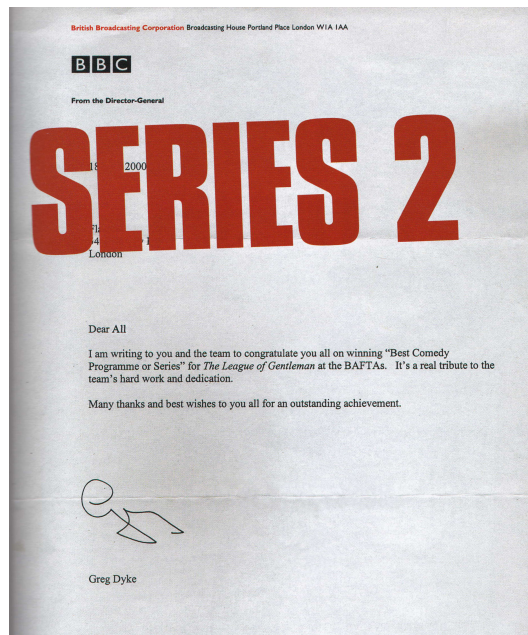 British Broadcasting Corporation Broadcasting House Portland Place London W1A 1AA
BBC
From the Director-General
SERIES 2
2000
London
Dear All
I am writing to you and the team to congratulate you all on winning “Best Comedy
Programme or Series” for The League of Gentleman at the BAFTAs. It’s a real tribute to the
team’s hard work and dedication.
Many thanks and best wishes to you all for an outstanding achievement.
Greg Dyke